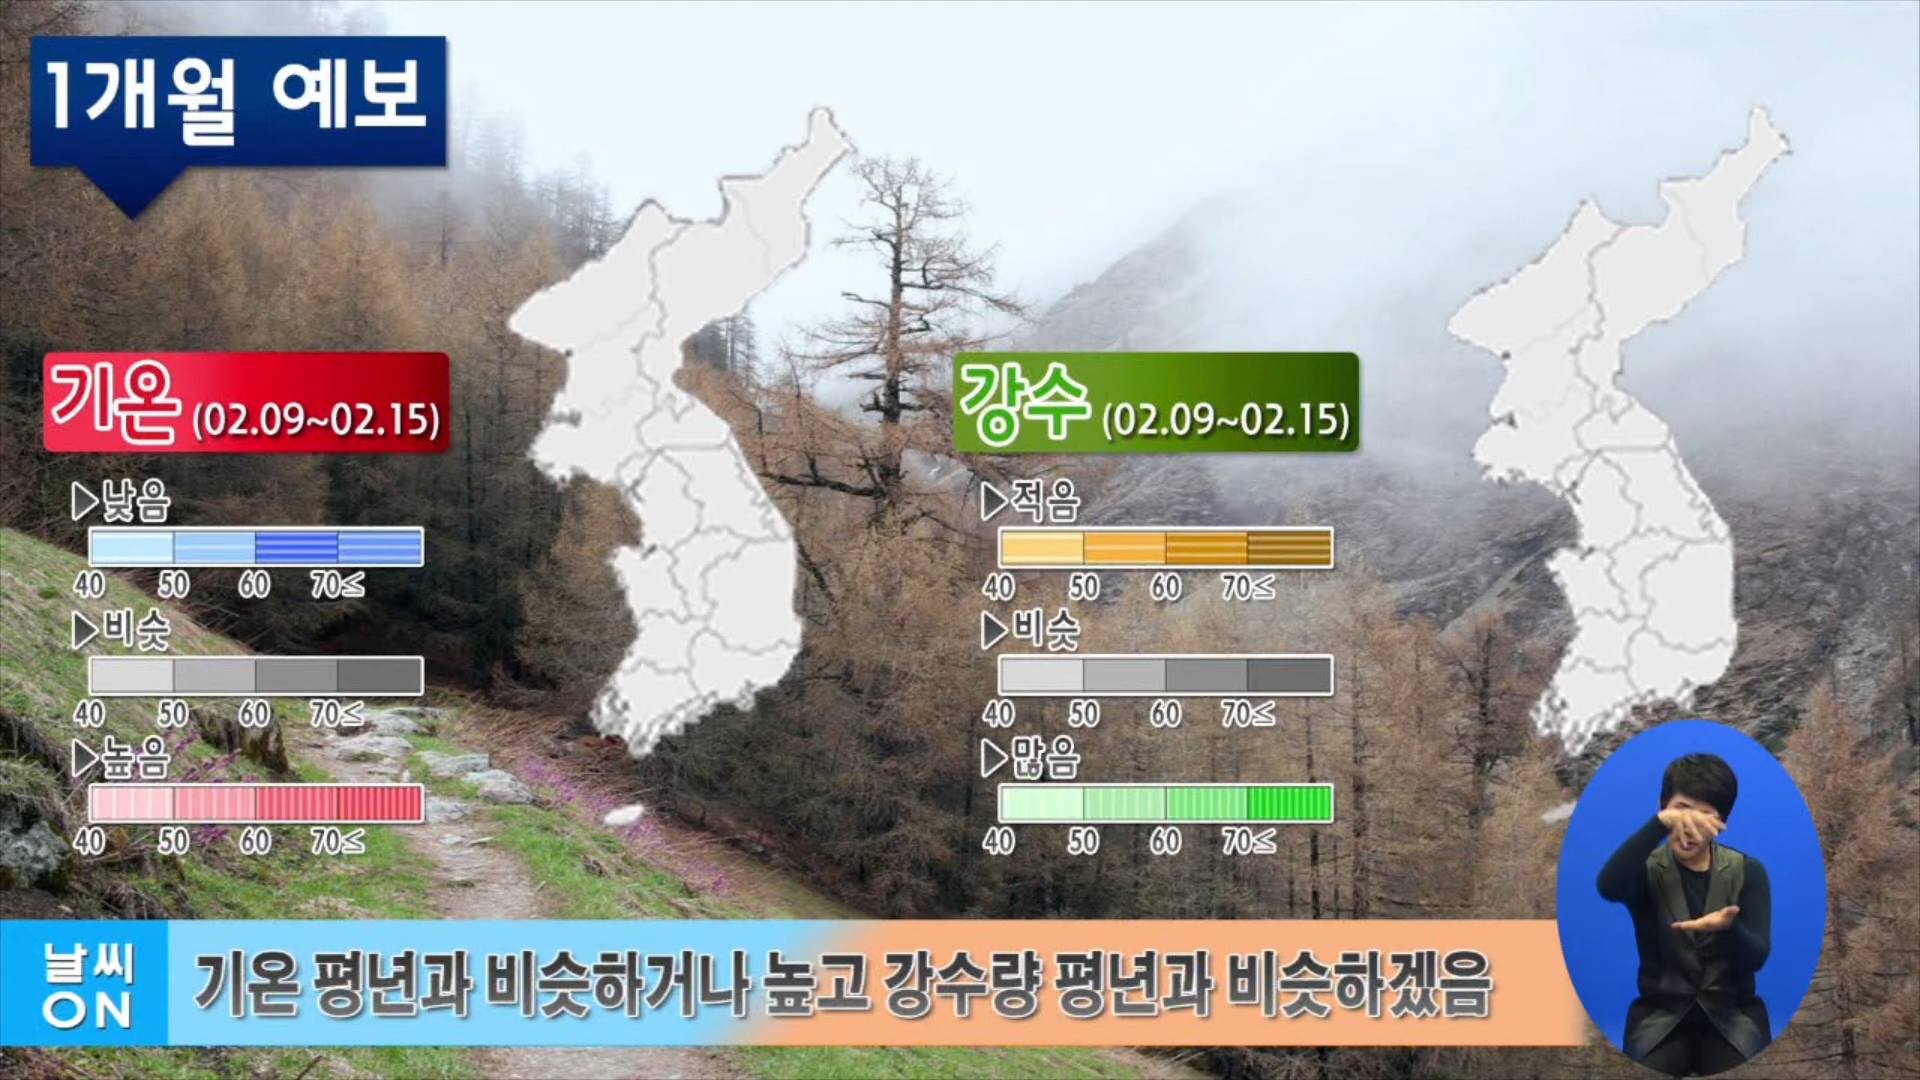 1개월 예보
기온 (02.09~02.15)
▶낮음
40 50 60 70≤
▶비슷
40 50 60 70≤
▶높음
40 50 60 70≤
강수 (02.09~02.15)
▶적음
40 50 60 70≤
▶비슷
40 50 60 70≤
▶많음
40 50 60 70≤
날씨
ON
기온 평년과 비슷하거나 높고 강수량 평년과 비슷하겠음